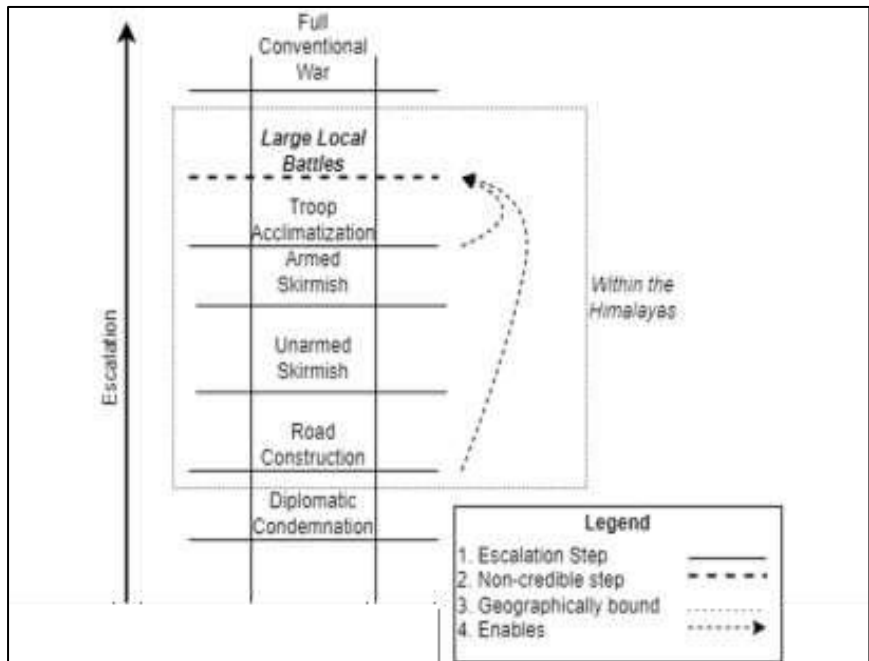 Full
Conventional
War
Large Local
Battles
Troop
Acclimatization
Armed
Skirmish
Within the
Himalayas
Unarmed
Skirmish
Road
Construction
Diplomatic
Condemnation
Escalation
Legend
1. Escalation Step
2. Non-credible step
3. Geographically bound
4. Enables